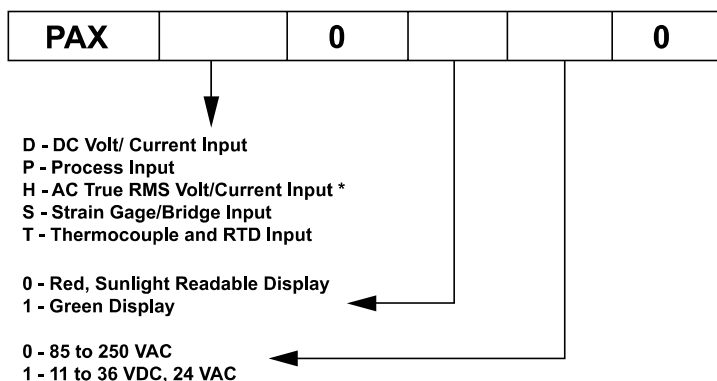 PAX 0 0
D - DC Volt/ Current Input
P - Process Input
H - AC True RMS Volt/Current Input *
S - Strain Gage/Bridge Input
T - Thermocouple and RTD Input
0 - Red, Sunlight Readable Display
1 - Green Display
0 - 85 to 250 VAC
1 - 11 to 36 VDC, 24 VAC